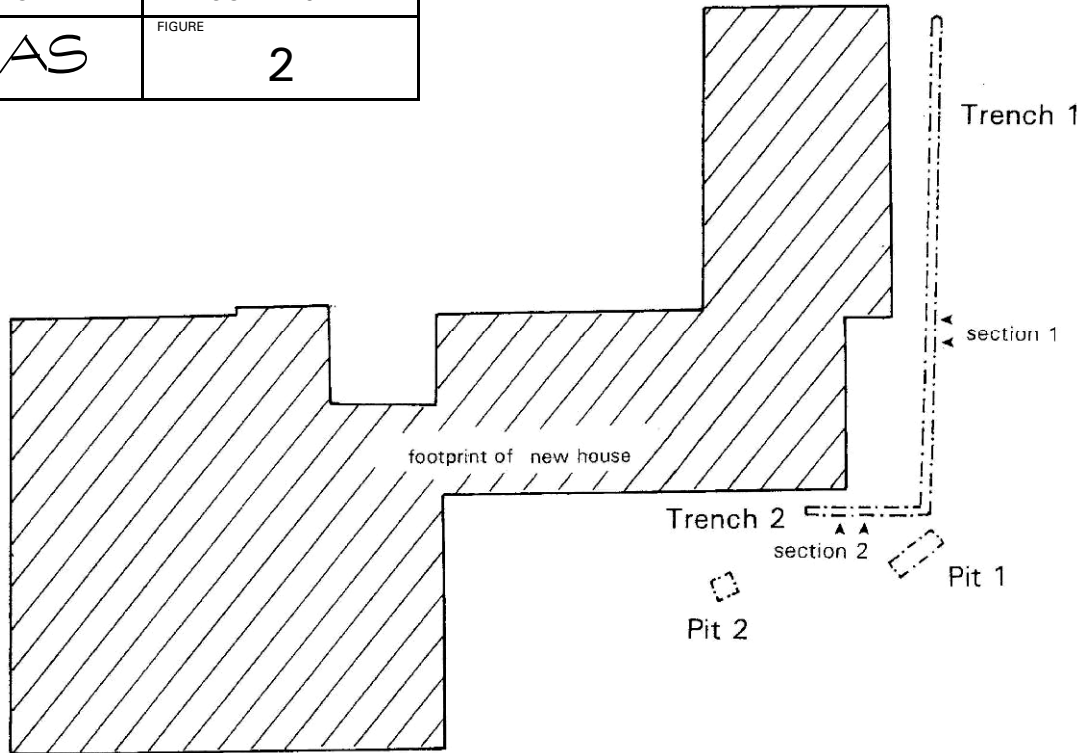 FIGURE
AS
2
Trench 1
section 1
footprint of new house
Trench 2
section 2
Pit 1
Pit 2